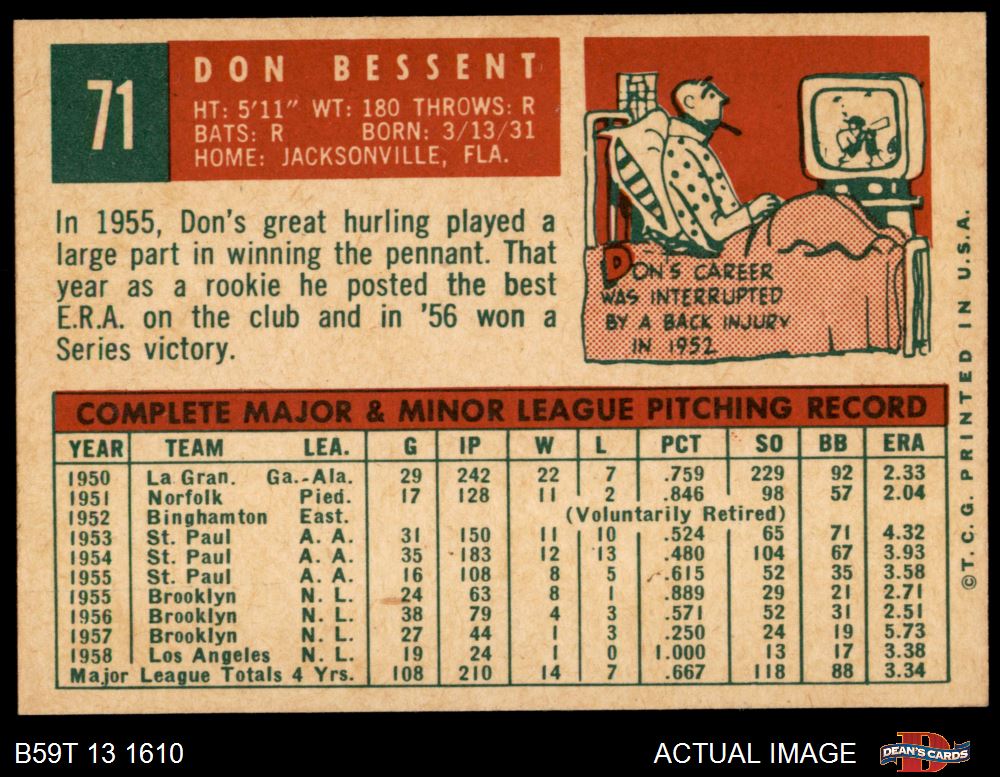 71
DON BESSENT
HT: 5'11" WT: 180 THROWS: R
BATS: R BORN: 3/13/31
HOME: JACKSONVILLE, FLA.
In 1955, Don's great hurling played a
large part in winning the pennant. That
year as a rookie he posted the best
E.R.A. on the club and in '56 won a
Series victory.
DON'S CAREER
WAS INTERRUPTED
BY A BACK INJURY
IN 1952
COMPLETE MAJOR & MINOR LEAGUE PITCHING RECORD
YEAR TEAM LEA. G IP W L PCT SO BB ERA
1950 La Gran. Ga.-Ala. 29 242 22 7 .759 229 92 2.33
1951 Norfolk Pied. 17 128 11 2 .846 98 57 2.04
1952 Binghamton East. (Voluntarily Retired)
1953 St. Paul A. A. 31 150 11 10 .524 65 71 4.32
1954 St. Paul A. A. 35 183 12 13 .480 104 67 3.93
1955 St. Paul A. A. 16 108 8 5 .615 52 35 3.58
1955 Brooklyn N. L. 24 63 8 1 .889 29 21 2.71
1956 Brooklyn N. L. 38 79 4 3 .571 52 31 2.51
1957 Brooklyn N. L. 27 44 1 3 .250 24 19 5.73
1958 Los Angeles N. L. 19 24 1 0 1.000 13 17 3.38
Major League Totals 4 Yrs. 108 210 14 7 .667 118 88 3.34
©T. C. G. PRINTED IN U.S.A.
B59T 13 1610
ACTUAL IMAGE
DEAN'S CARDS